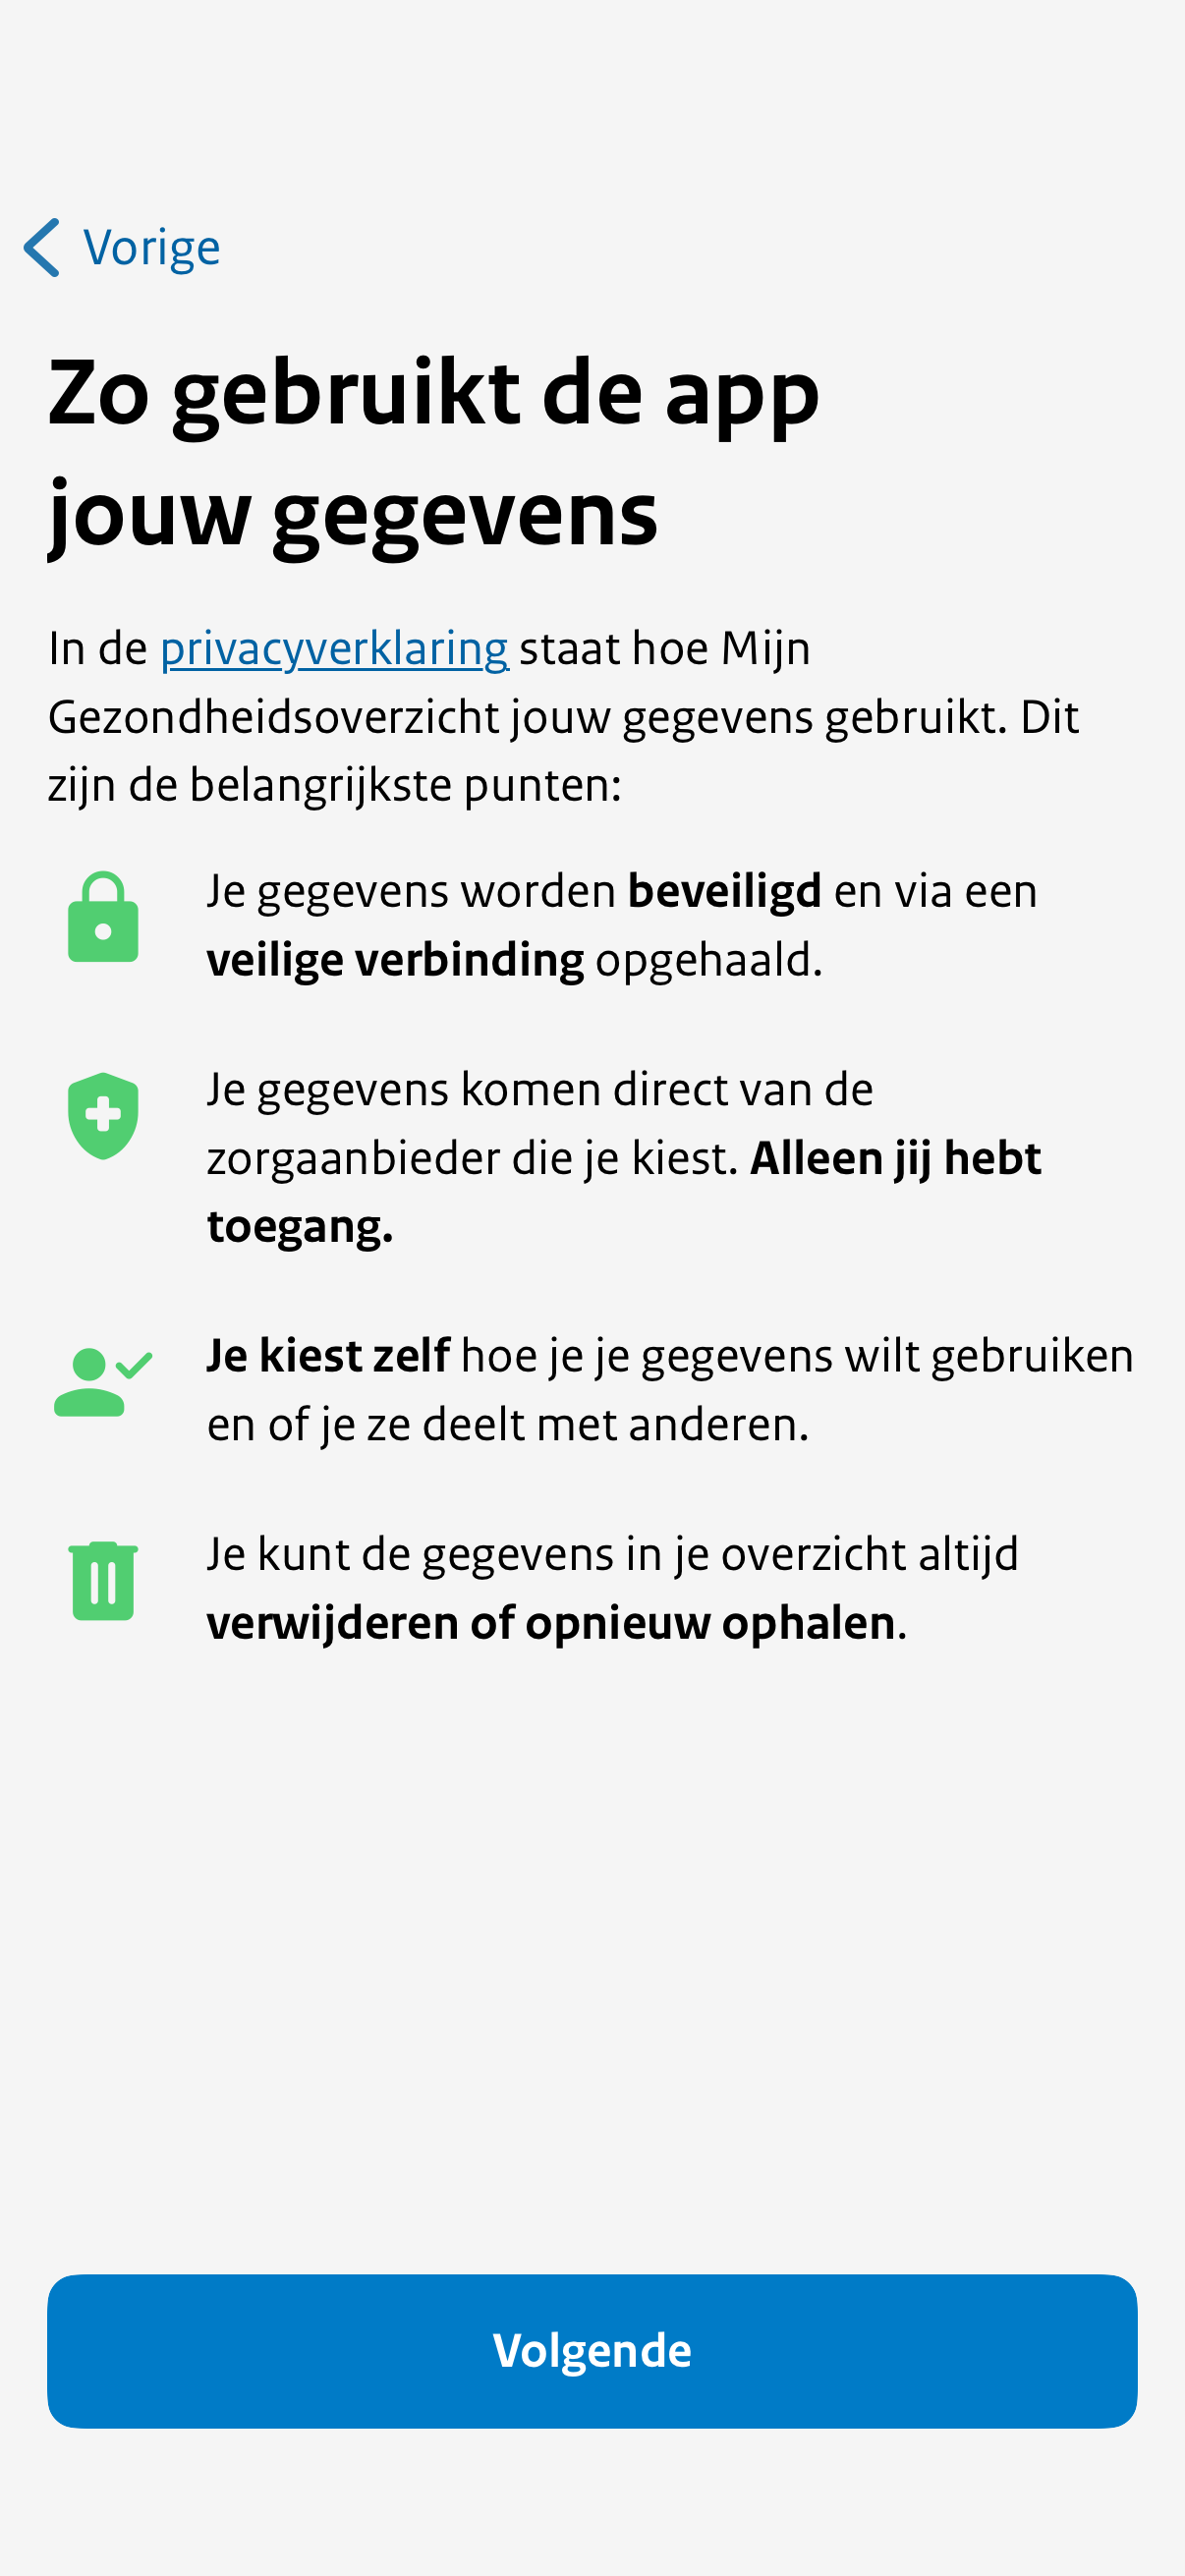 Vorige
Zo gebruikt de app
jouw gegevens
In de privacyverklaring staat hoe Mijn
Gezondheidsoverzicht jouw gegevens gebruikt. Dit
zijn de belangrijkste punten:
Je gegevens worden beveiligd en via een
veilige verbinding opgehaald.
Je gegevens komen direct van de
zorgaanbieder die je kiest. Alleen jij hebt
toegang.
Je kiest zelf hoe je je gegevens wilt gebruiken
en of je ze deelt met anderen.
Je kunt de gegevens in je overzicht altijd
verwijderen of opnieuw ophalen.
Volgende